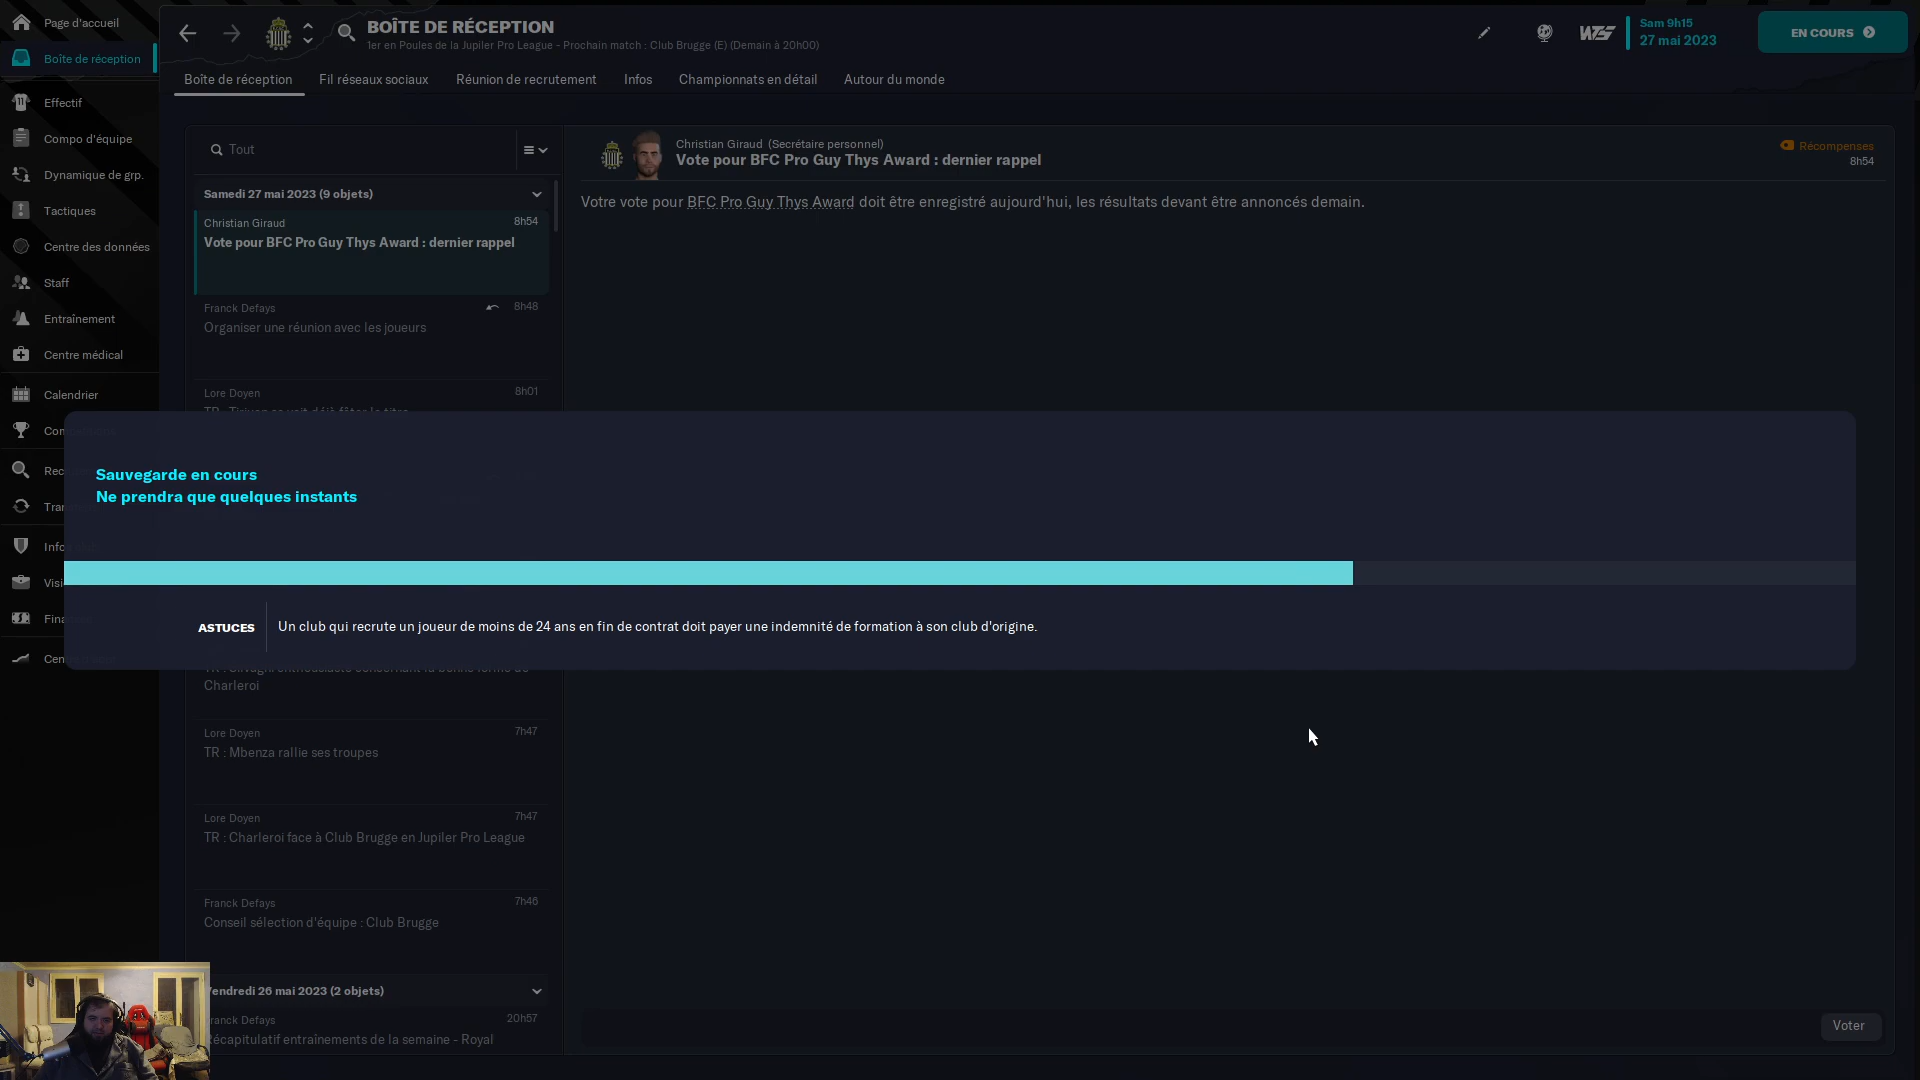 Page d'accueil
Boîte de réception
Effectif
Compo d'équipe
Dynamique de grp.
Tactiques
Centre des données
Staff
Entraînement
Centre médical
Calendrier
BOÎTE DE RÉCEPTION
1er en Poules de la Jupiler Pro League - Prochain match : Club Brugge (E) (Demain à 20h00)
Sam 9h15
27 mai 2023
EN COURS
Boîte de réception
Fil réseaux sociaux
Réunion de recrutement
Infos
Championnats en détail
Autour du monde
Tout
Samedi 27 mai 2023 (9 objets)
Christian Giraud 8h54
Vote pour BFC Pro Guy Thys Award : dernier rappel
Franck Defays 8h48
Organiser une réunion avec les joueurs
Lore Doyen 8h01
Christian Giraud (Secrétaire personnel)
Vote pour BFC Pro Guy Thys Award : dernier rappel
Récompenses
8h54
Votre vote pour BFC Pro Guy Thys Award doit être enregistré aujourd'hui, les résultats devant être annoncés demain.
Sauvegarde en cours
Ne prendra que quelques instants
ASTUCES
Un club qui recrute un joueur de moins de 24 ans en fin de contrat doit payer une indemnité de formation à son club d'origine.
Charleroi
Lore Doyen 7h47
TR : Mbenza rallie ses troupes
Lore Doyen 7h47
TR : Charleroi face à Club Brugge en Jupiler Pro League
Franck Defays 7h46
Conseil sélection d'équipe : Club Brugge
Vendredi 26 mai 2023 (2 objets)
Franck Defays 20h57
Récapitulatif entraînements de la semaine - Royal
Voter